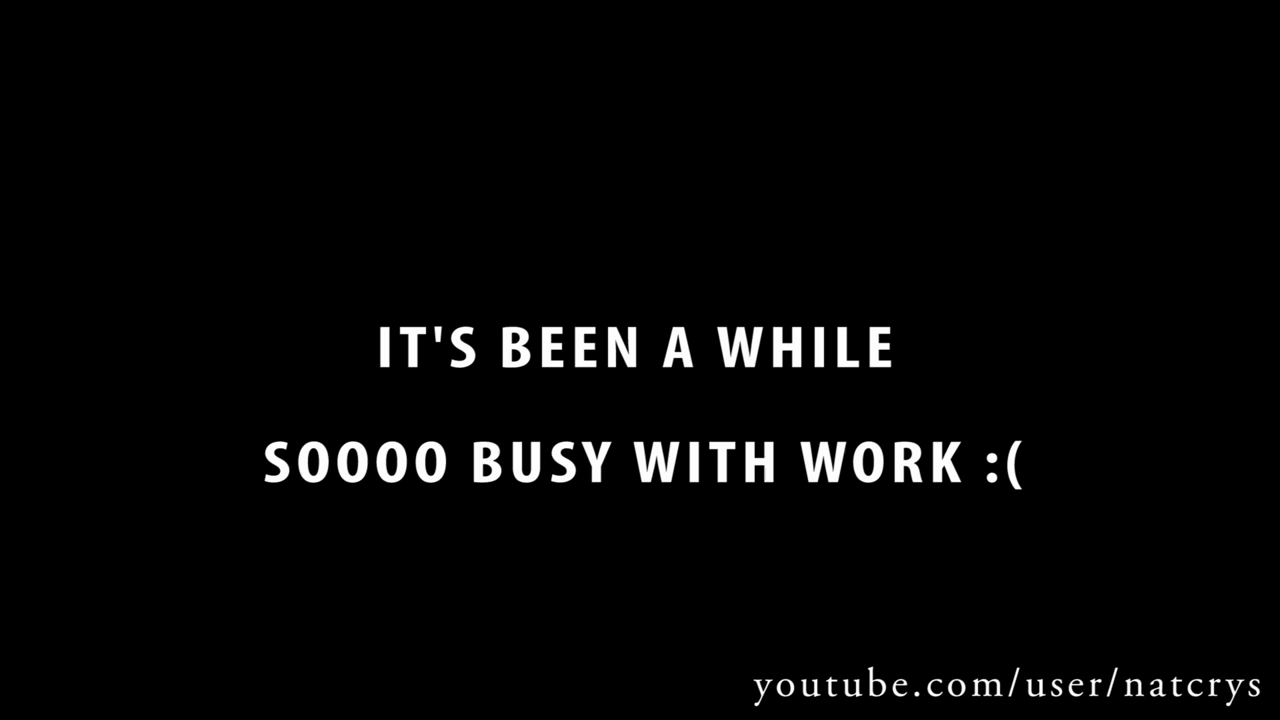 IT'S BEEN A WHILE
SOOOO BUSY WITH WORK :(
youtube.com/user/natcrys